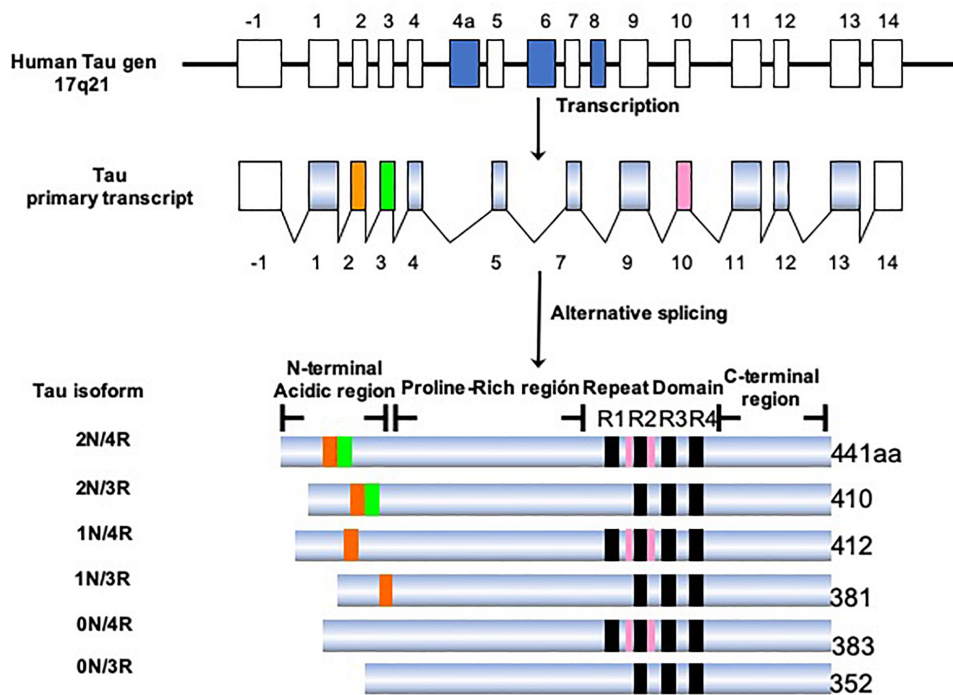 -1 1 2 3 4 4a 5 6 7 8 9 10 11 12 13 14
Human Tau gen
17q21
Transcription
Tau
primary transcript
-1 1 2 3 4 5 7 9 10 11 12 13 14
Alternative splicing
Tau isoform
N-terminal
Acidic region
Proline-Rich región
Repeat Domain
C-terminal
region
R1 R2 R3 R4
2N/4R 441aa
2N/3R 410
1N/4R 412
1N/3R 381
0N/4R 383
0N/3R 352